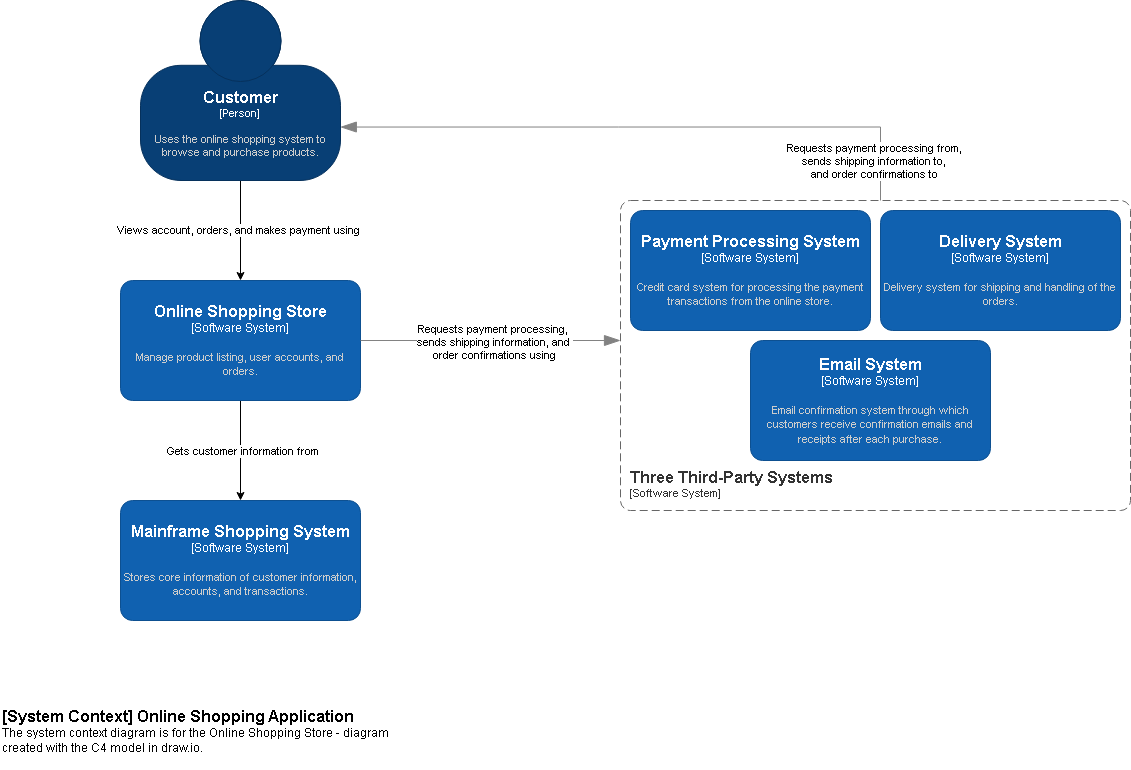 Customer
[Person]
Uses the online shopping system to
browse and purchase products.
Requests payment processing from,
sends shipping information to,
and order confirmations to
Views account, orders, and makes payment using
Payment Processing System
[Software System]
Credit card system for processing the payment
transactions from the online store.
Delivery System
[Software System]
Delivery system for shipping and handling of the
orders.
Online Shopping Store
[Software System]
Manage product listing, user accounts, and
orders.
Requests payment processing,
sends shipping information, and
order confirmations using
Email System
[Software System]
Email confirmation system through which
customers receive confirmation emails and
receipts after each purchase.
Three Third-Party Systems
[Software System]
Gets customer information from
Mainframe Shopping System
[Software System]
Stores core information of customer information,
accounts, and transactions.
[System Context] Online Shopping Application
The system context diagram is for the Online Shopping Store - diagram
created with the C4 model in draw.io.